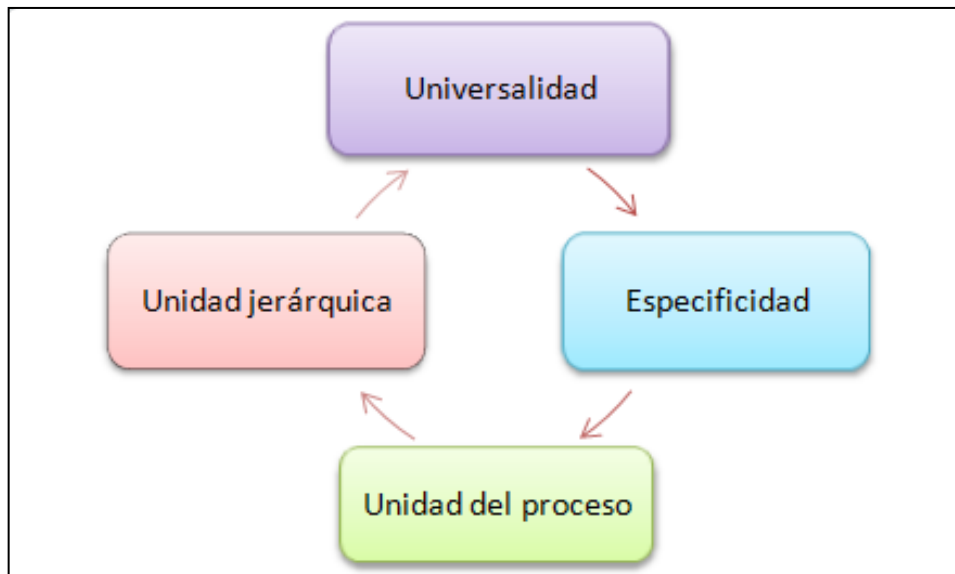 Universalidad
Unidad jerárquica
Especificidad
Unidad del proceso